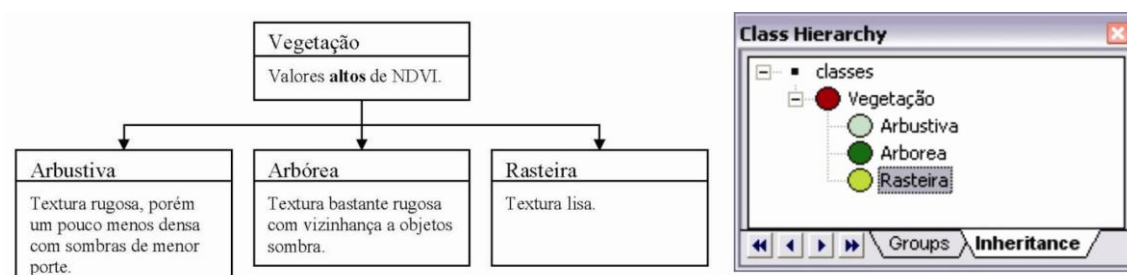 Vegetação
Valores altos de NDVI.
Arbustiva
Textura rugosa, porém
um pouco menos densa
com sombras de menor
porte.
Arbórea
Textura bastante rugosa
com vizinhança a objetos
sombra.
Rasteira
Textura lisa.
Class Hierarchy
classes
Vegetação
Arbustiva
Arborea
Rasteira
Groups
Inheritance